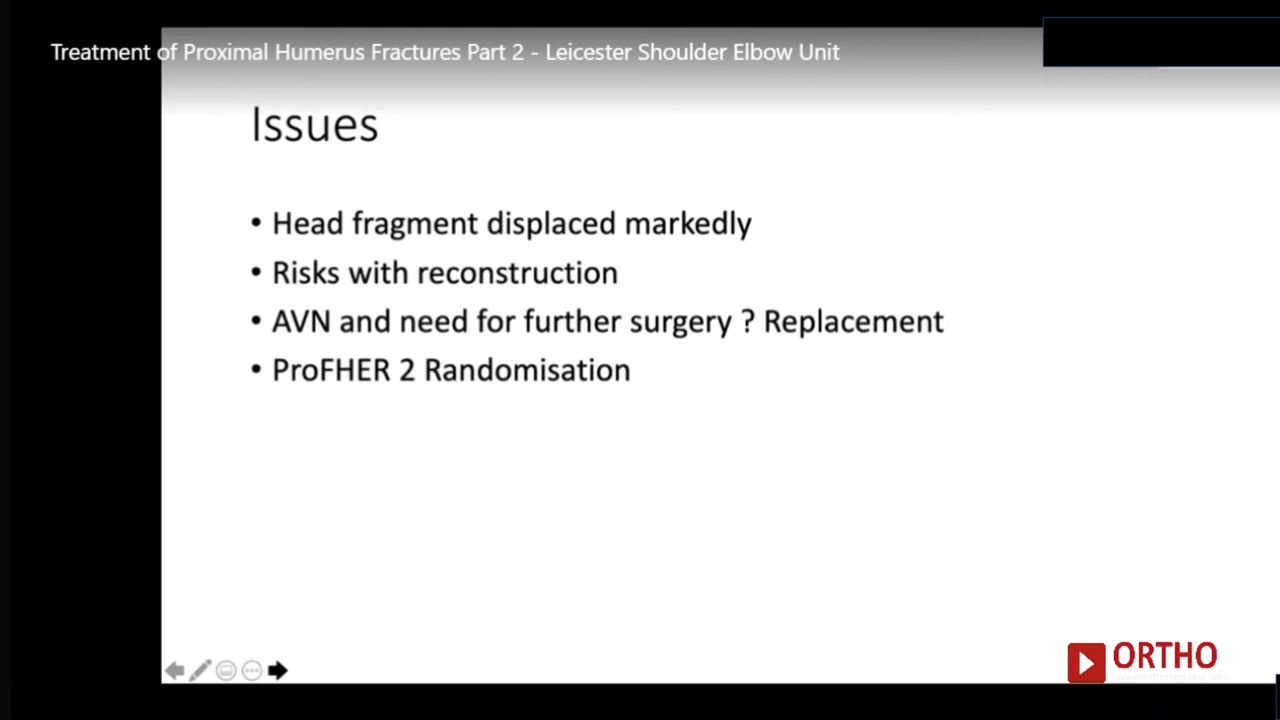 Treatment of Proximal Humerus Fractures Part 2 - Leicester Shoulder Elbow Unit
Issues
• Head fragment displaced markedly
• Risks with reconstruction
• AVN and need for further surgery ? Replacement
• ProFHER 2 Randomisation
ORTHO